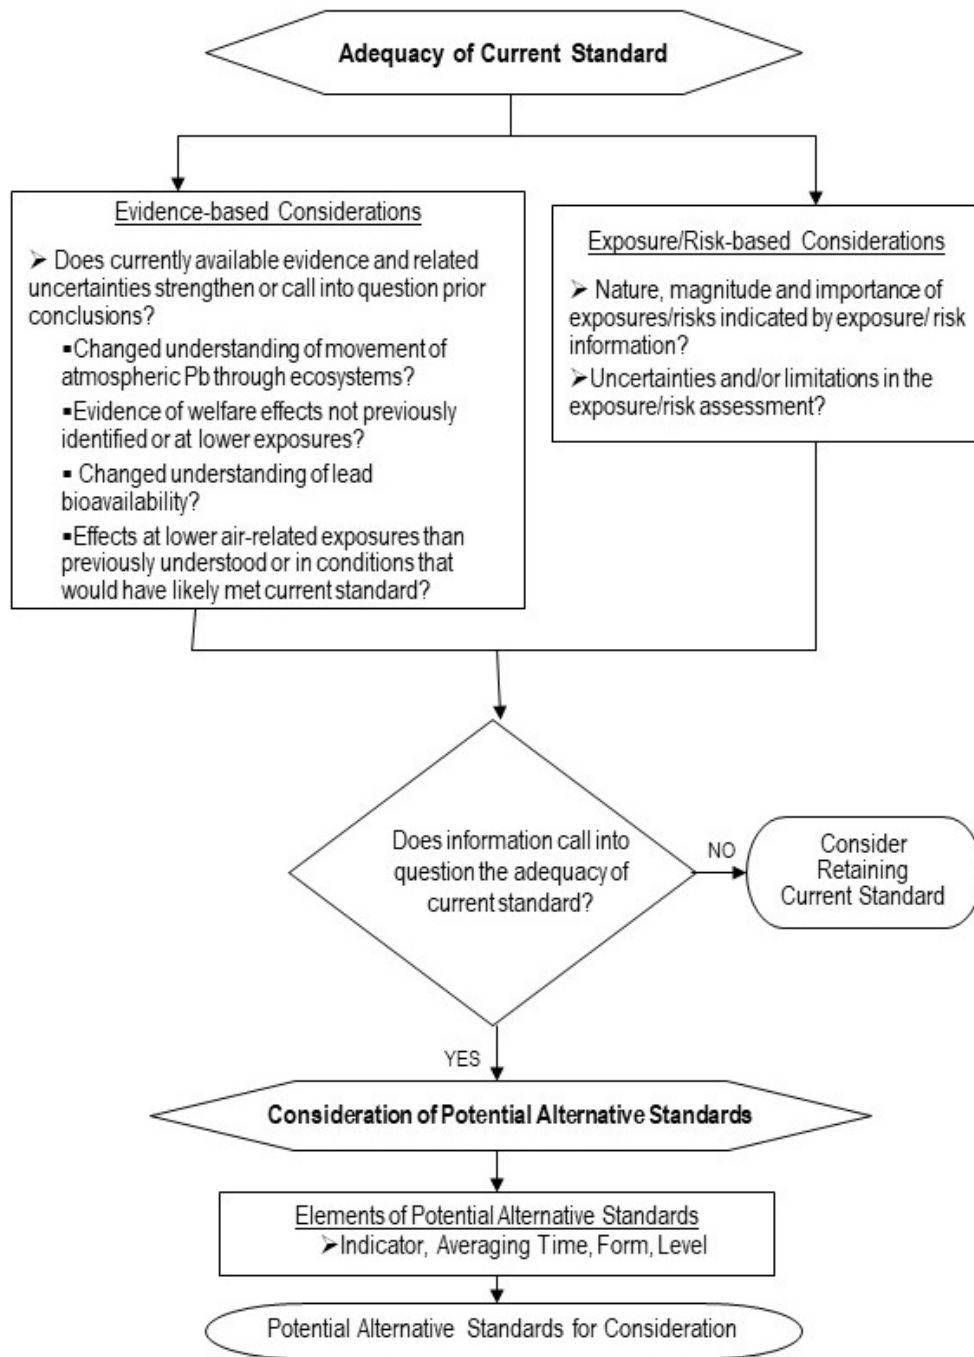 Adequacy of Current Standard
Evidence-based Considerations
➤ Does currently available evidence and related
uncertainties strengthen or call into question prior
conclusions?
▪Changed understanding of movement of
atmospheric Pb through ecosystems?
▪Evidence of welfare effects not previously
identified or at lower exposures?
▪ Changed understanding of lead
bioavailability?
▪Effects at lower air-related exposures than
previously understood or in conditions that
would have likely met current standard?
Exposure/Risk-based Considerations
➤ Nature, magnitude and importance of
exposures/risks indicated by exposure/ risk
information?
➤Uncertainties and/or limitations in the
exposure/risk assessment?
Does information call into
question the adequacy of
current standard?
NO
Consider
Retaining
Current Standard
YES
Consideration of Potential Alternative Standards
Elements of Potential Alternative Standards
➤Indicator, Averaging Time, Form, Level
Potential Alternative Standards for Consideration